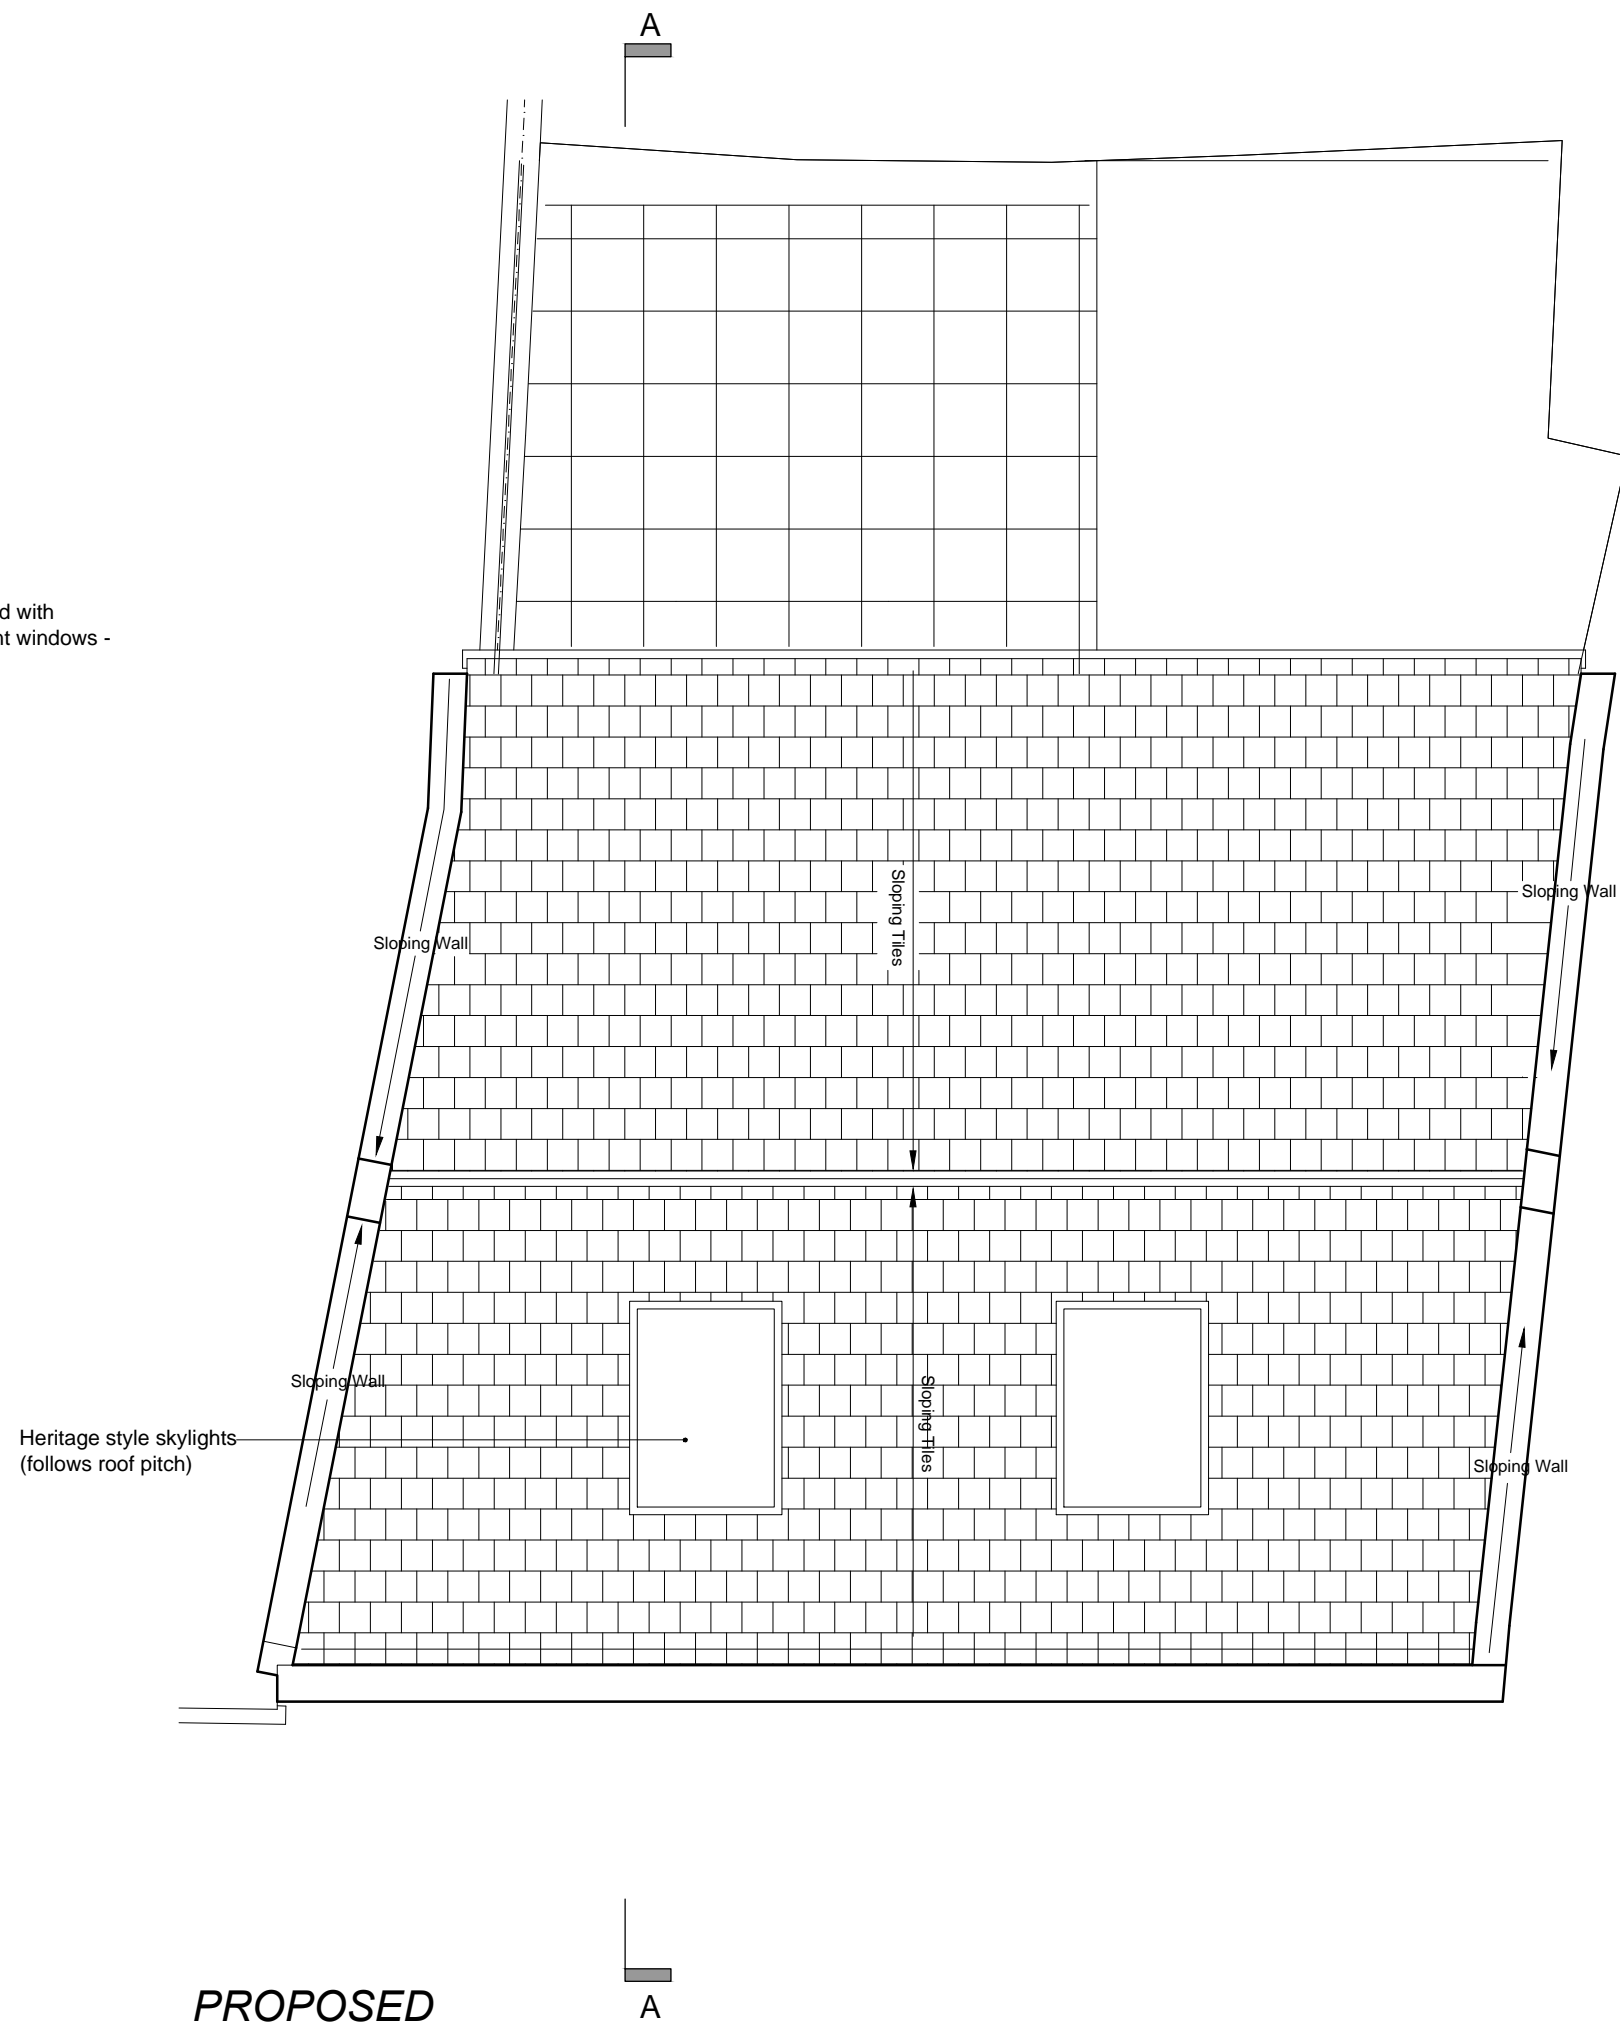 A
d with
t windows -
Sloping Tiles
Sloping Wall
Sloping Wall
Sloping Wall
Sloping Tiles
Heritage style skylights
(follows roof pitch)
Sloping Wall
A
PROPOSED